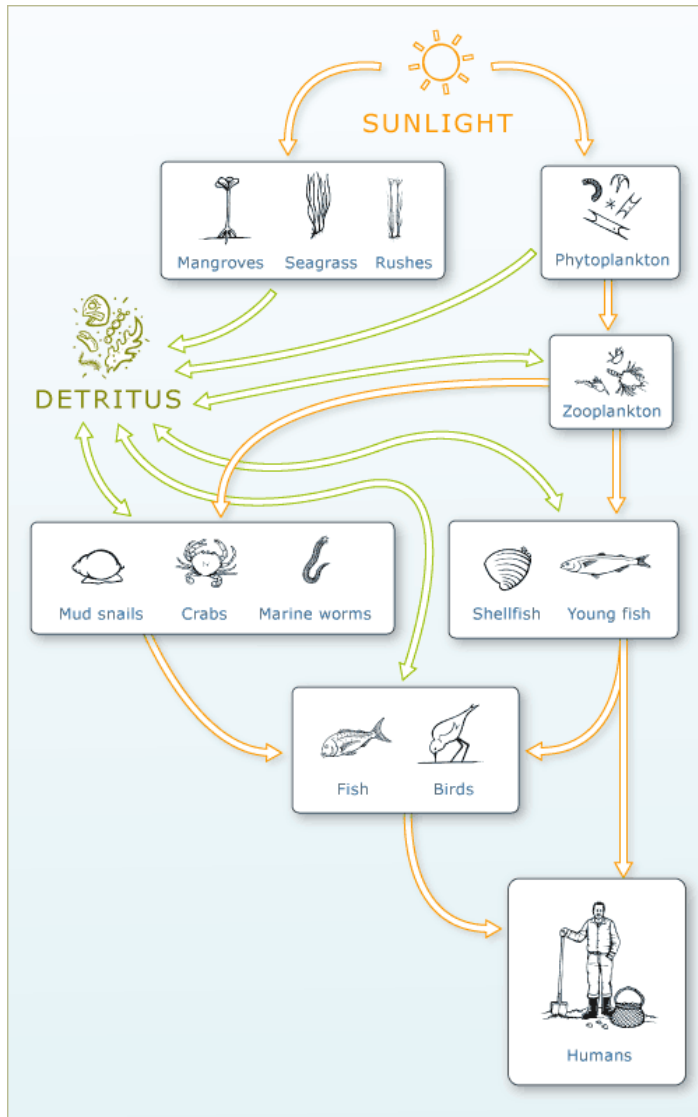 SUNLIGHT
Mangroves Seagrass Rushes
Phytoplankton
DETRITUS
Zooplankton
Mud snails Crabs Marine worms
Shellfish Young fish
Fish Birds
Humans